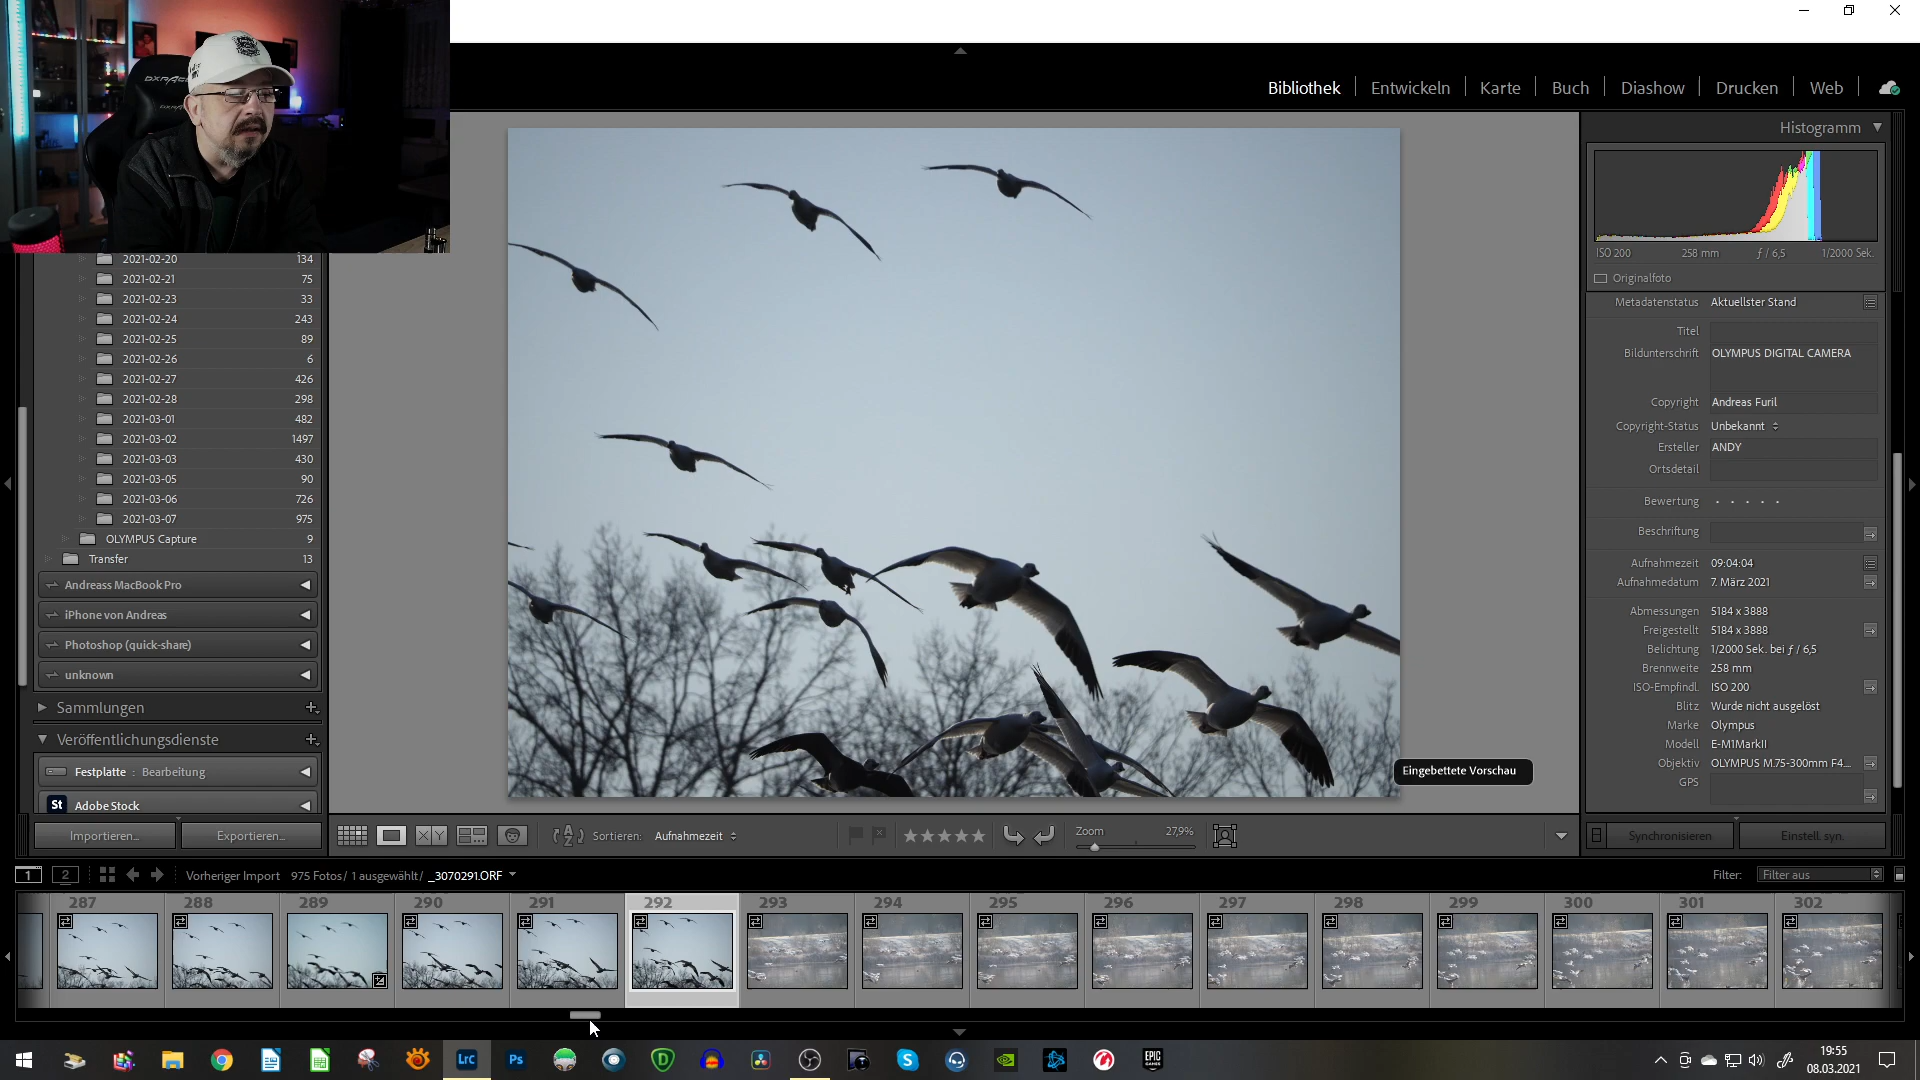 DXRACER
Bibliothek Entwickeln Karte Buch Diashow Drucken Web
Histogramm
ISO 200 258 mm ƒ / 6,5 1/2000 Sek.
Originalfoto
2021-02-20 134
2021-02-21 75
2021-02-23 33
2021-02-24 243
2021-02-25 89
2021-02-26 6
2021-02-27 426
2021-02-28 298
2021-03-01 482
2021-03-02 1497
2021-03-03 430
2021-03-05 90
2021-03-06 726
2021-03-07 975
OLYMPUS Capture 9
Transfer 13
Andreass MacBook Pro
iPhone von Andreas
Photoshop (quick-share)
unknown
Sammlungen
Veröffentlichungsdienste
Festplatte : Bearbeitung
St Adobe Stock
Importieren... Exportieren...
Metadatenstatus Aktuellster Stand
Titel
Bildunterschrift OLYMPUS DIGITAL CAMERA
Copyright Andreas Furil
Copyright-Status Unbekannt
Ersteller ANDY
Ortsdetail
Bewertung
Beschriftung
Aufnahmezeit 09:04:04
Aufnahmedatum 7. März 2021
Abmessungen 5184 x 3888
Freigestellt 5184 x 3888
Belichtung 1/2000 Sek. bei ƒ / 6,5
Brennweite 258 mm
ISO-Empfindl. ISO 200
Blitz Wurde nicht ausgelöst
Marke Olympus
Modell E-M1MarkII
Objektiv OLYMPUS M.75-300mm F4...
GPS
Eingebettete Vorschau
XY Sortieren: Aufnahmezeit Zoom 27,9%
Synchronisieren Einstell. syn.
1 2 Vorheriger Import 975 Fotos / 1 ausgewählt / _3070291.ORF
Filter: Filter aus
287 288 289 290 291 292 293 294 295 296 297 298 299 300 301 302
LrC Ps EPIC GAMES
19:55
08.03.2021